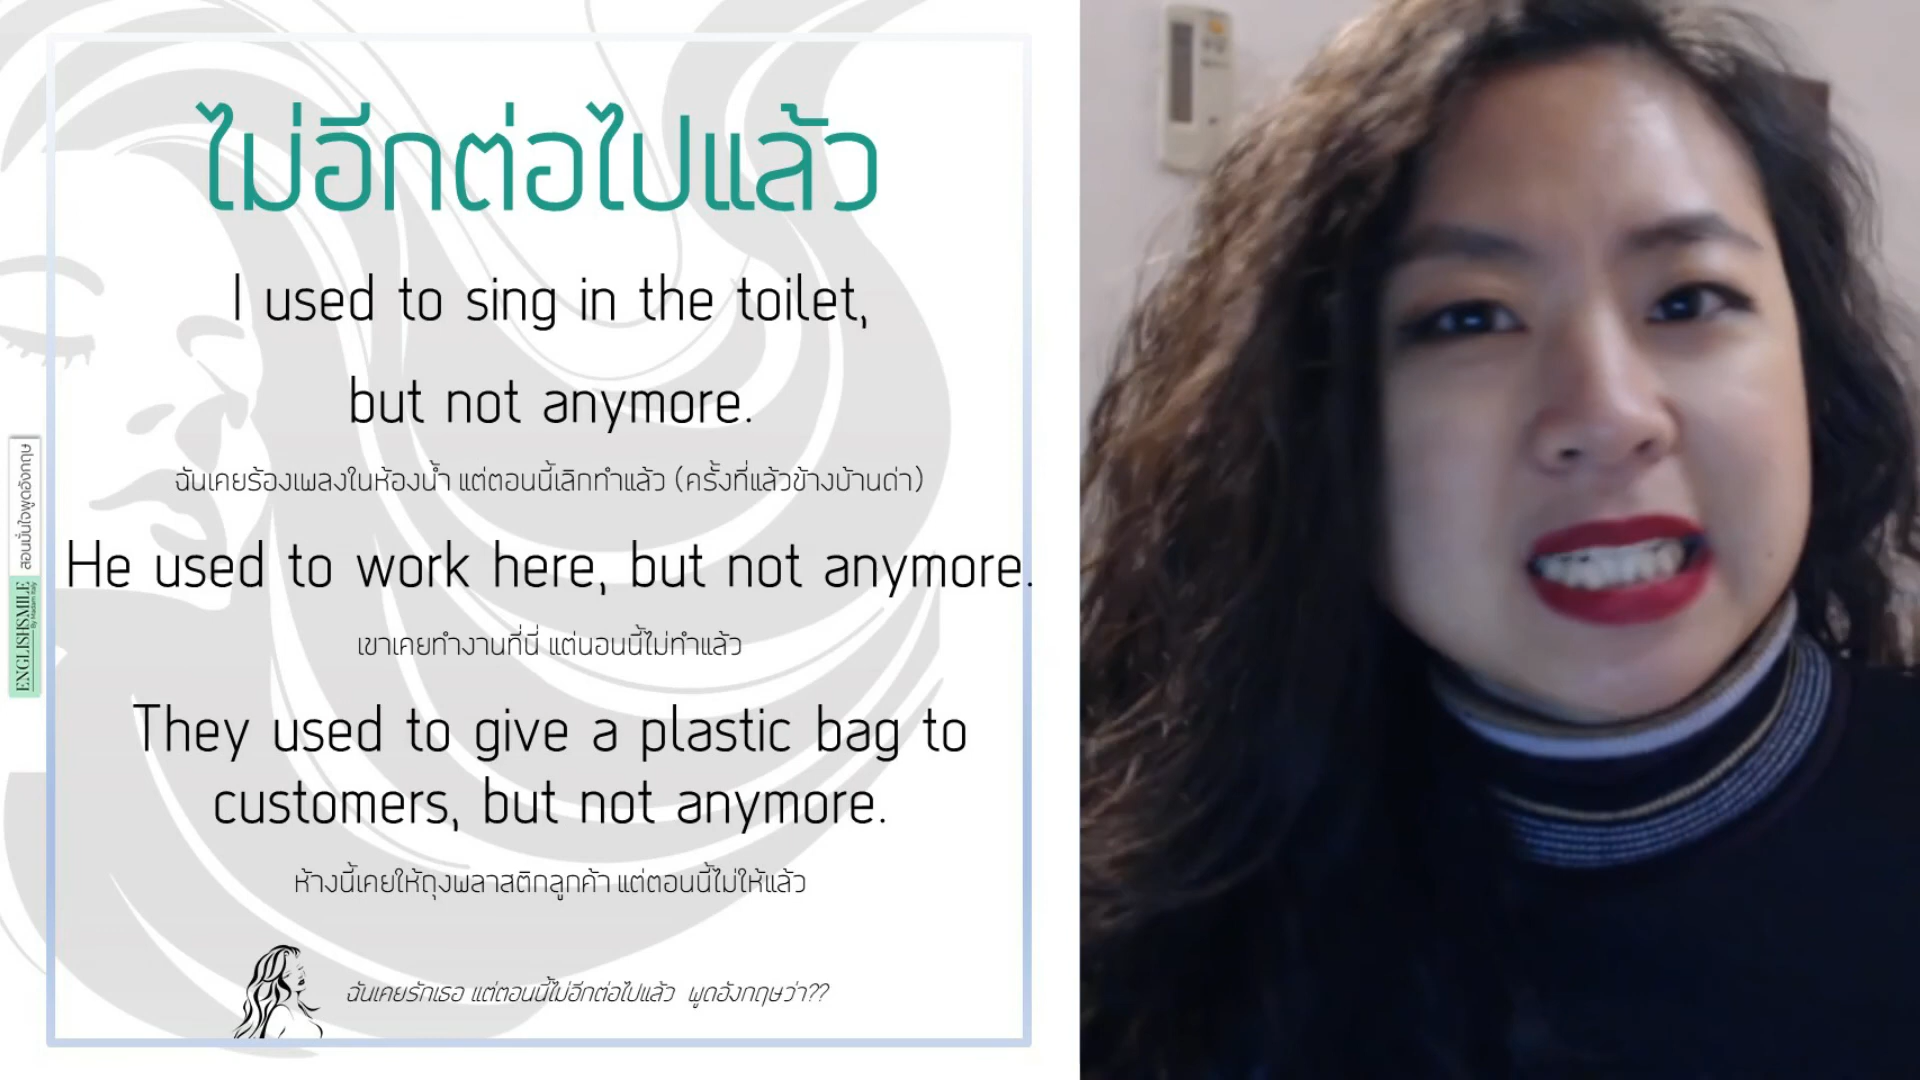 ไม่อีกต่อไปแล้ว
I used to sing in the toilet,
but not anymore.
ฉันเคยร้องเพลงในห้องน้ำ แต่ตอนนี้เลิกทำแล้ว (ครั้งที่แล้วข้างบ้านด่า)
He used to work here, but not anymore.
เขาเคยทำงานที่นี่ แต่นอนนี้ไม่ทำแล้ว
They used to give a plastic bag to
customers, but not anymore.
ห้างนี้เคยให้ถุงพลาสติกลูกค้า แต่ตอนนี้ไม่ให้แล้ว
ฉันเคยรักเธอ แต่ตอนนี้ไม่อีกต่อไปแล้ว พูดอังกฤษว่า??
ENGLISHSMILE
By Madam Kay
สอนมั่นใจพูดอังกฤษ